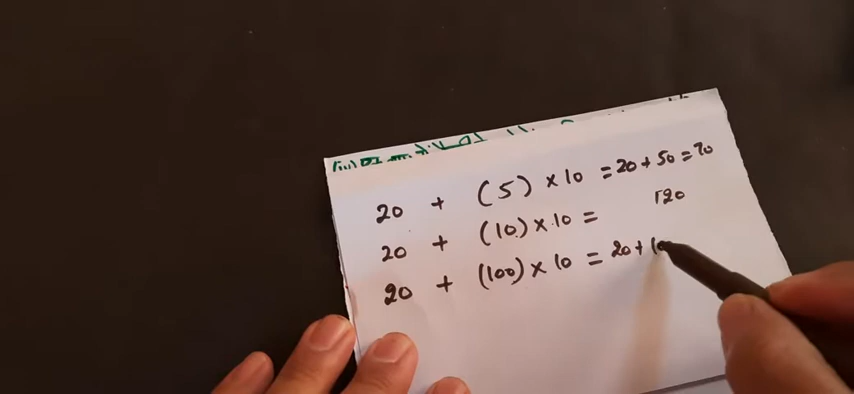 20 + (5) × 10 = 20 + 50 = 70
20 + (10) × 10 = 120
20 + (100) × 10 = 20 + 10